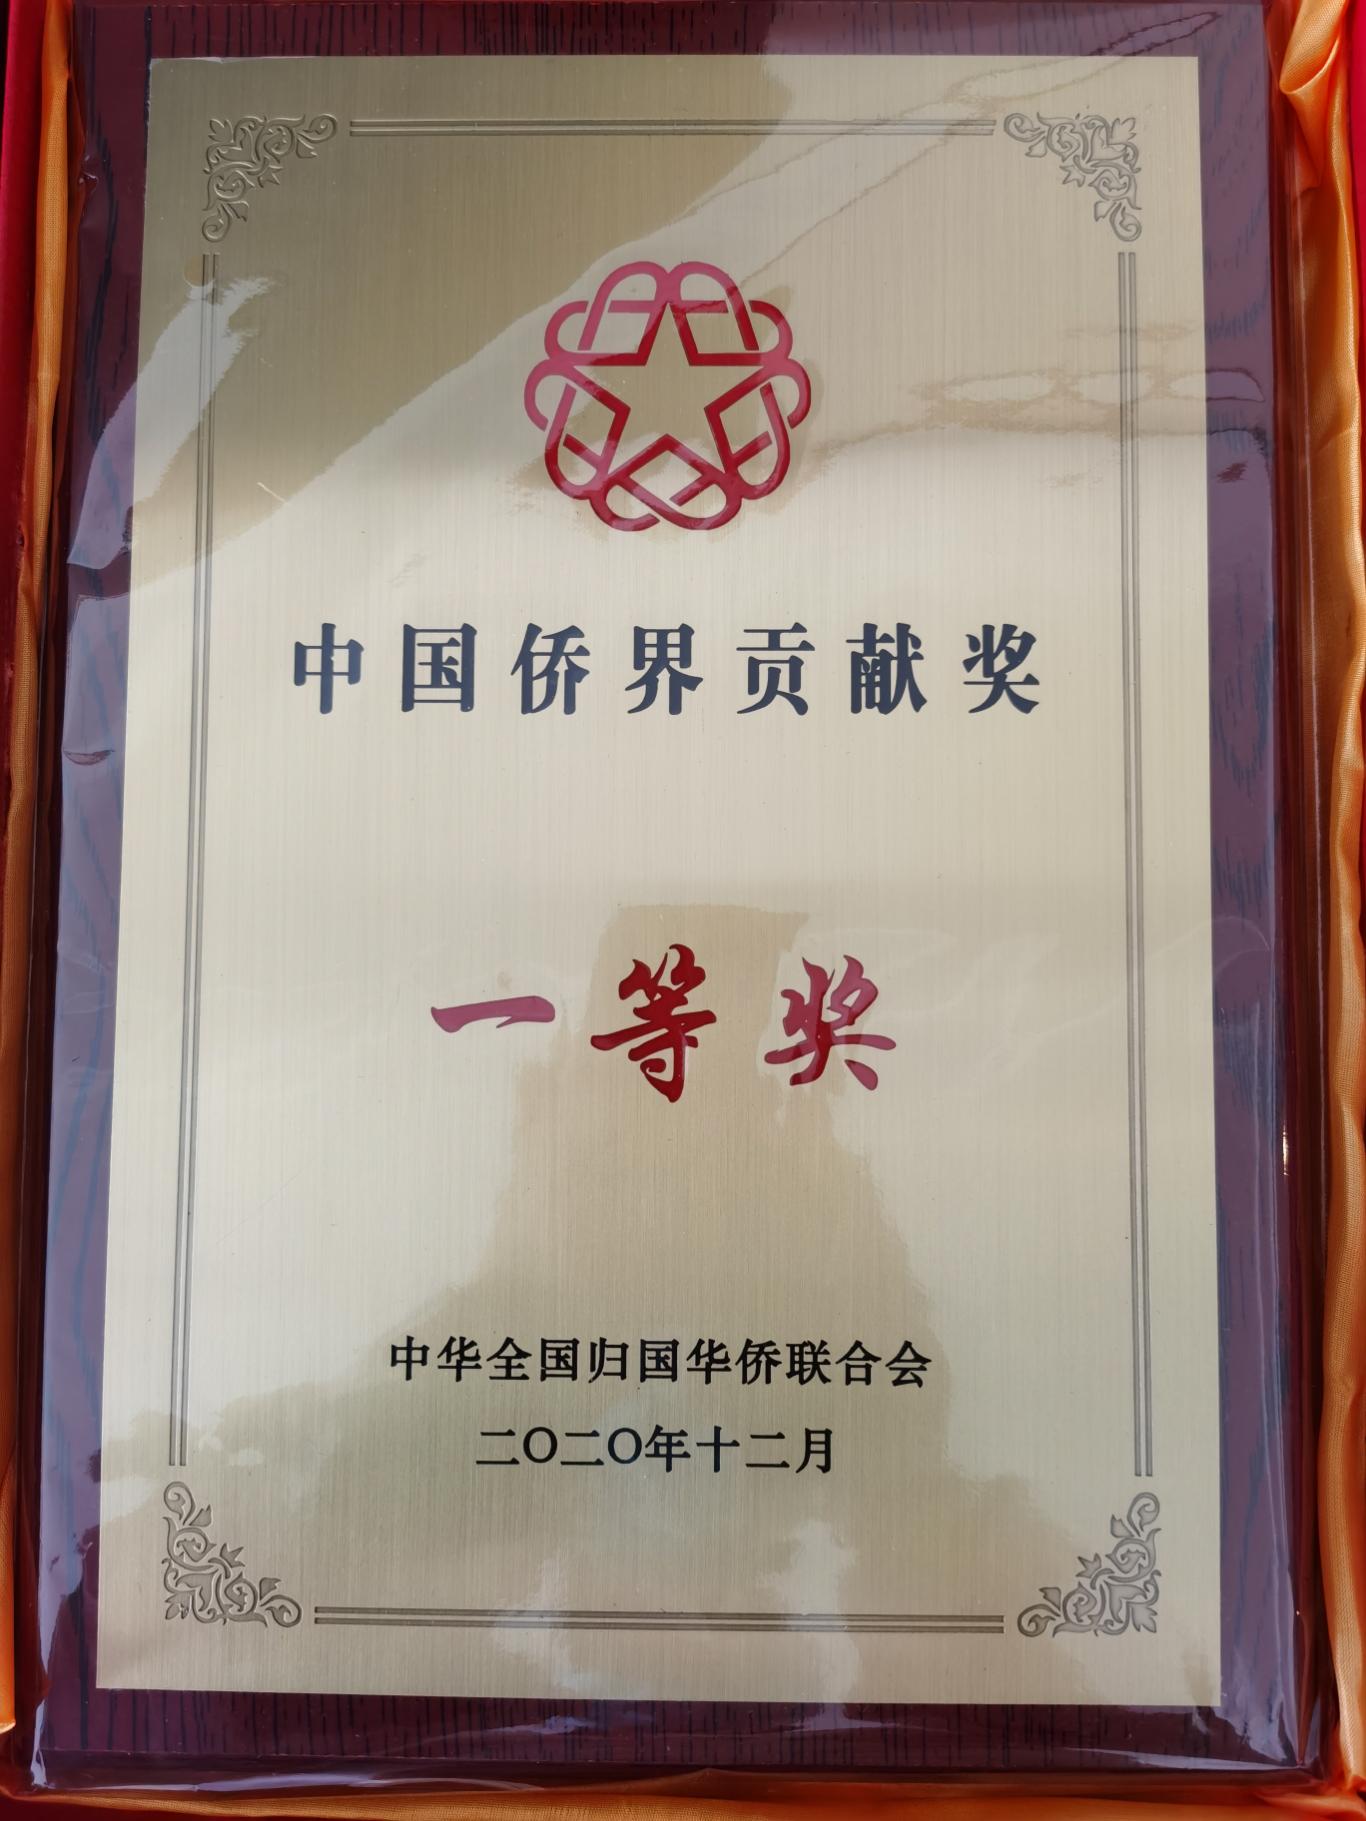 中国侨界贡献奖
一等奖
中华全国归国华侨联合会
二〇二〇年十二月